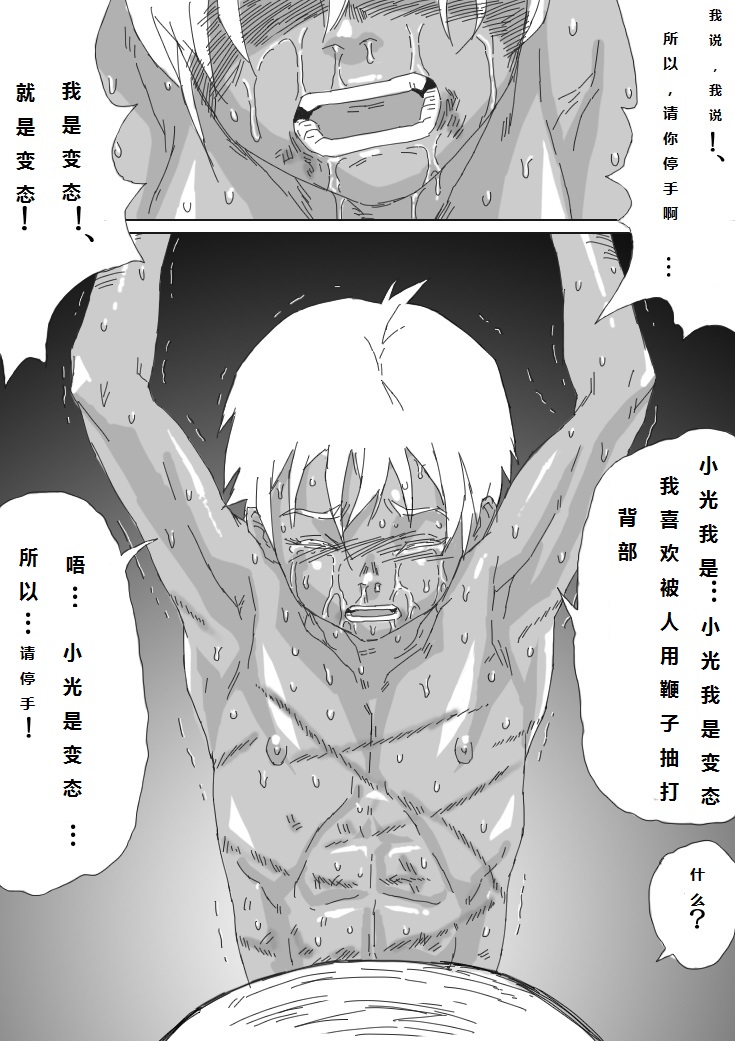 我说，我说！、
所以，请你停手啊…
我是变态！、
就是变态！
小光我是…小光我是变态
我喜欢被人用鞭子抽打
背部
唔…小光是变态…
所以…请停手！
什么？